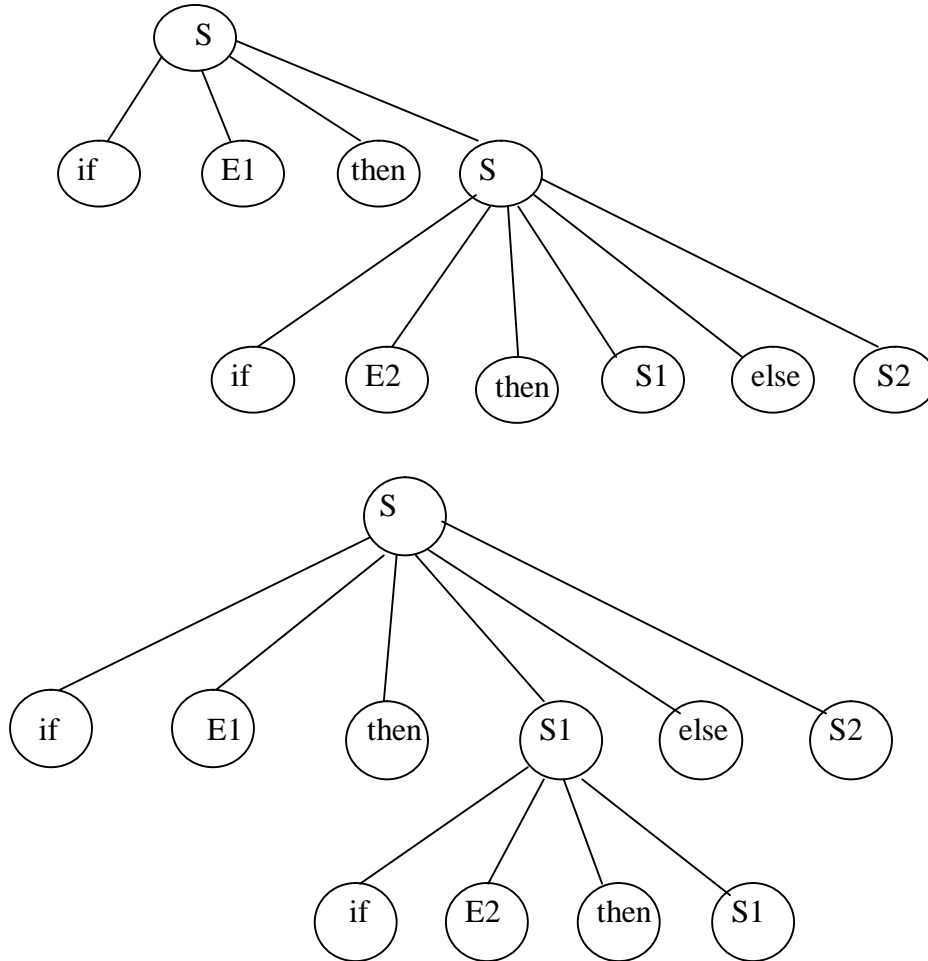 S
if E1 then S
if E2 then S1 else S2
S
if E1 then S1 else S2
if E2 then S1